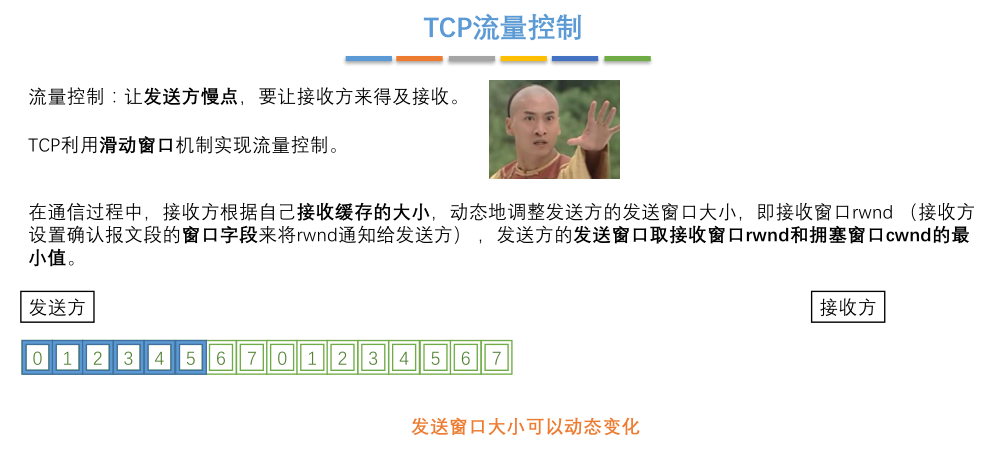 TCP流量控制
流量控制：让发送方慢点，要让接收方来得及接收。
TCP利用滑动窗口机制实现流量控制。
在通信过程中，接收方根据自己接收缓存的大小，动态地调整发送方的发送窗口大小，即接收窗口rwnd（接收方
设置确认报文段的窗口字段来将rwnd通知给发送方），发送方的发送窗口取接收窗口rwnd和拥塞窗口cwnd的最
小值。
发送方 接收方
0 1 2 3 4 5 6 7 0 1 2 3 4 5 6 7
发送窗口大小可以动态变化